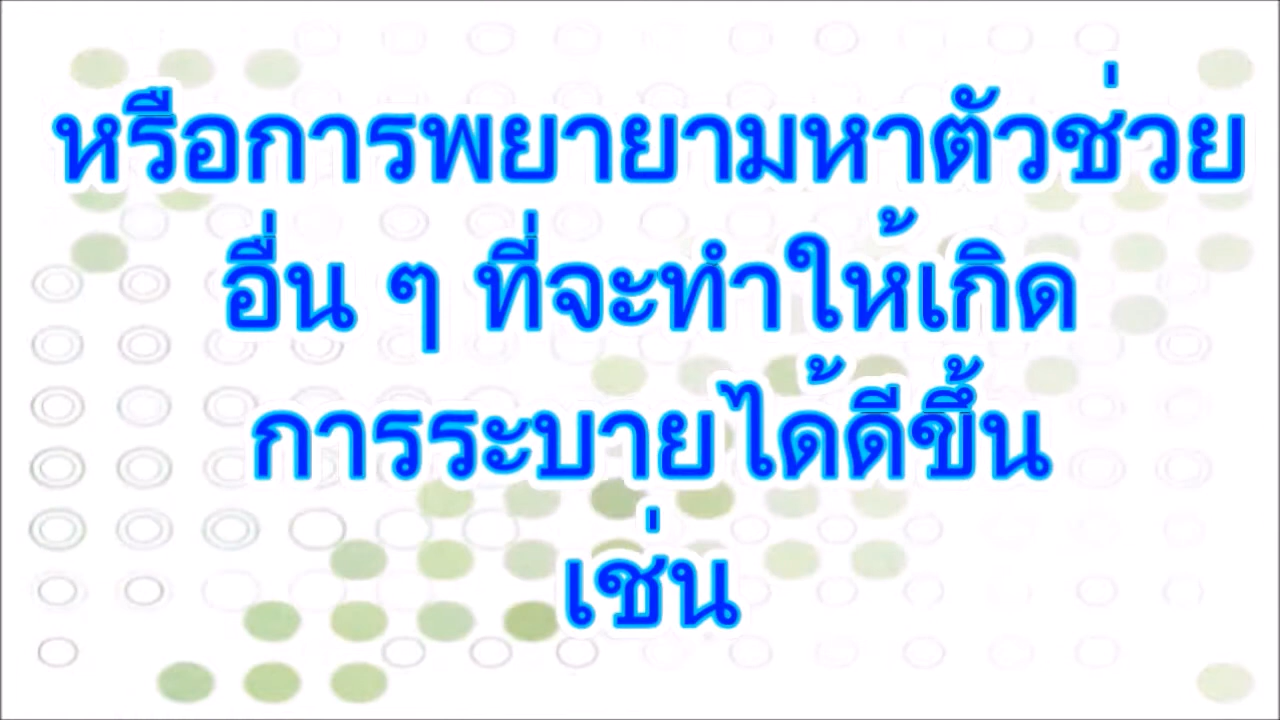 หรือการพยายามหาตัวช่วย
อื่น ๆ ที่จะทำให้เกิด
การระบายได้ดีขึ้น
เช่น